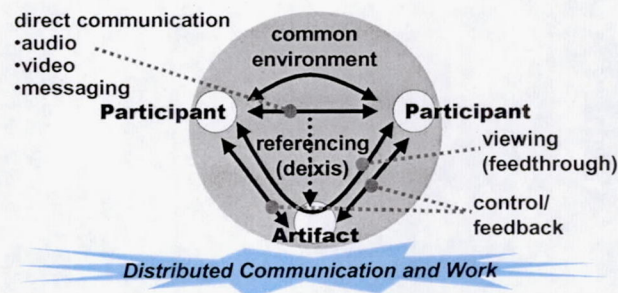 direct communication
•audio
•video
•messaging
common
environment
Participant
Participant
referencing
(deixis)
viewing
(feedthrough)
control/
feedback
Artifact
Distributed Communication and Work